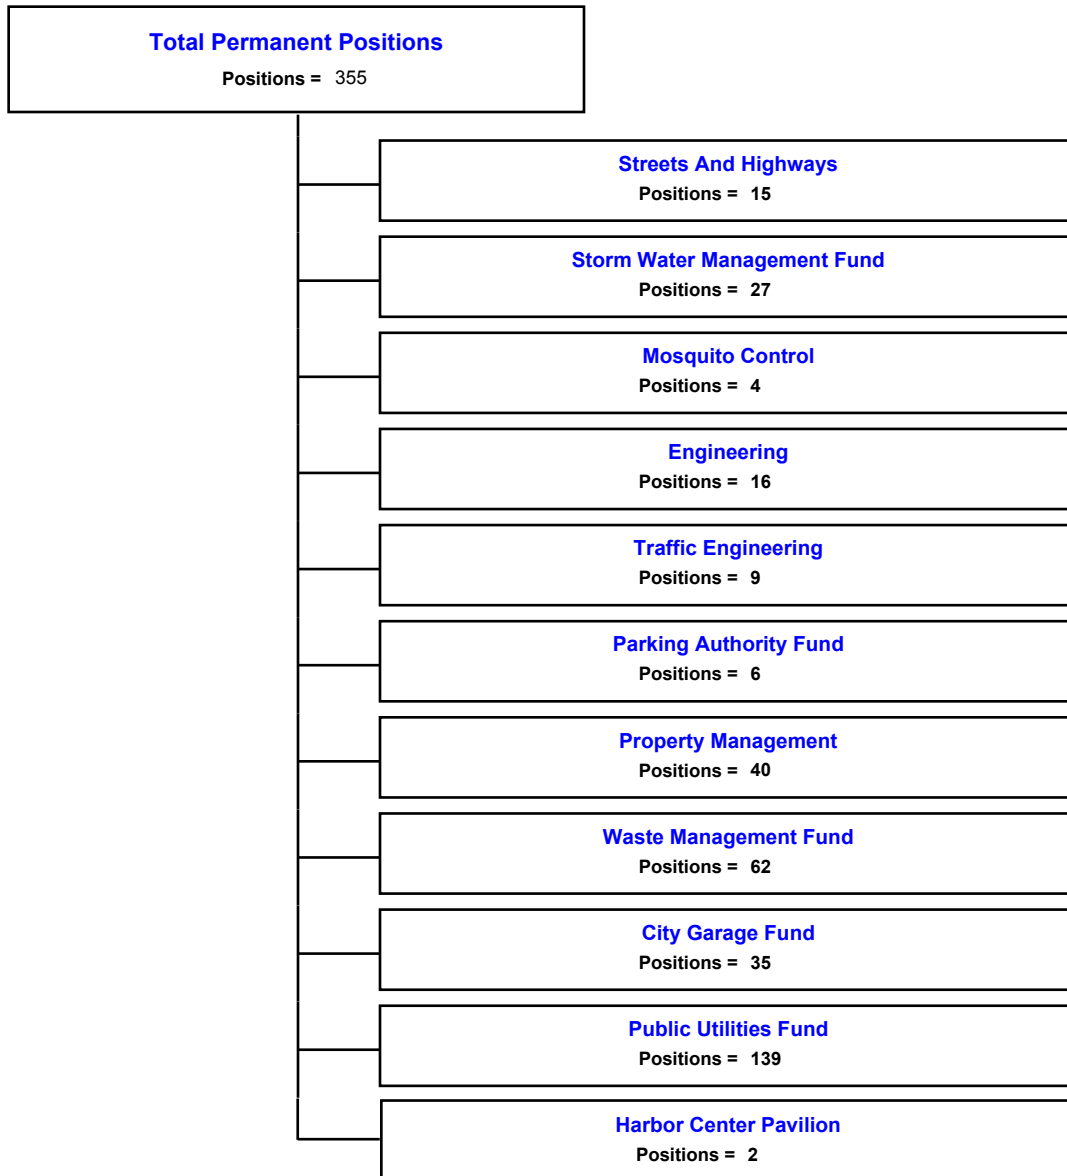 Total Permanent Positions
Positions = 355
Streets And Highways
Positions = 15
Storm Water Management Fund
Positions = 27
Mosquito Control
Positions = 4
Engineering
Positions = 16
Traffic Engineering
Positions = 9
Parking Authority Fund
Positions = 6
Property Management
Positions = 40
Waste Management Fund
Positions = 62
City Garage Fund
Positions = 35
Public Utilities Fund
Positions = 139
Harbor Center Pavilion
Positions = 2